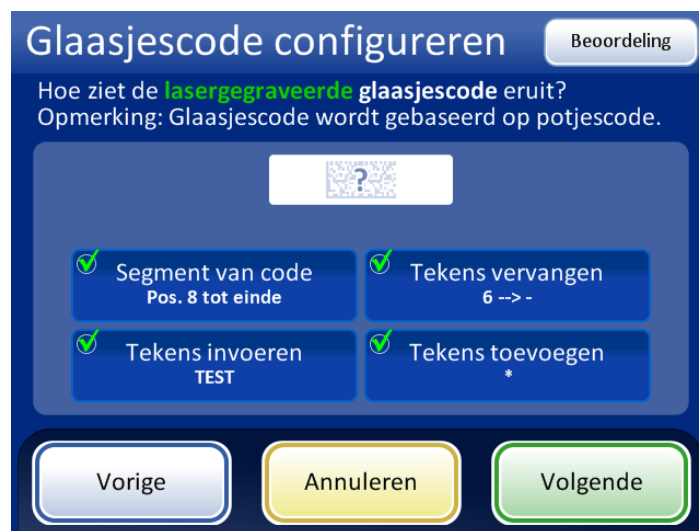 Glaasjescode configureren
Beoordeling
Hoe ziet de lasergegraveerde glaasjescode eruit?
Opmerking: Glaasjescode wordt gebaseerd op potjescode.
?
Segment van code
Pos. 8 tot einde
Tekens vervangen
6 --> -
Tekens invoeren
TEST
Tekens toevoegen
*
Vorige
Annuleren
Volgende